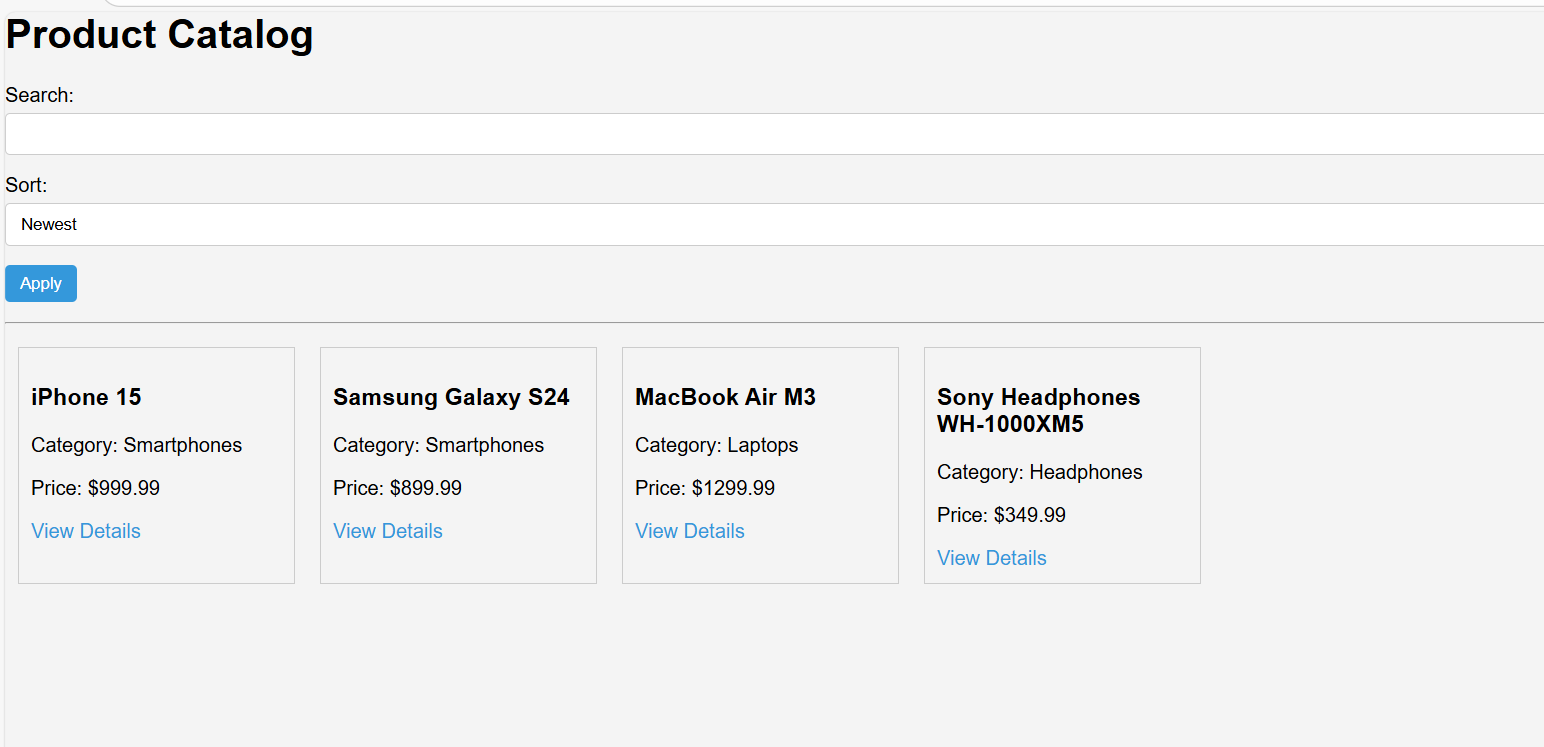 Product Catalog
Search:
Sort:
Newest
Apply
iPhone 15
Category: Smartphones
Price: $999.99
View Details
Samsung Galaxy S24
Category: Smartphones
Price: $899.99
View Details
MacBook Air M3
Category: Laptops
Price: $1299.99
View Details
Sony Headphones
WH-1000XM5
Category: Headphones
Price: $349.99
View Details